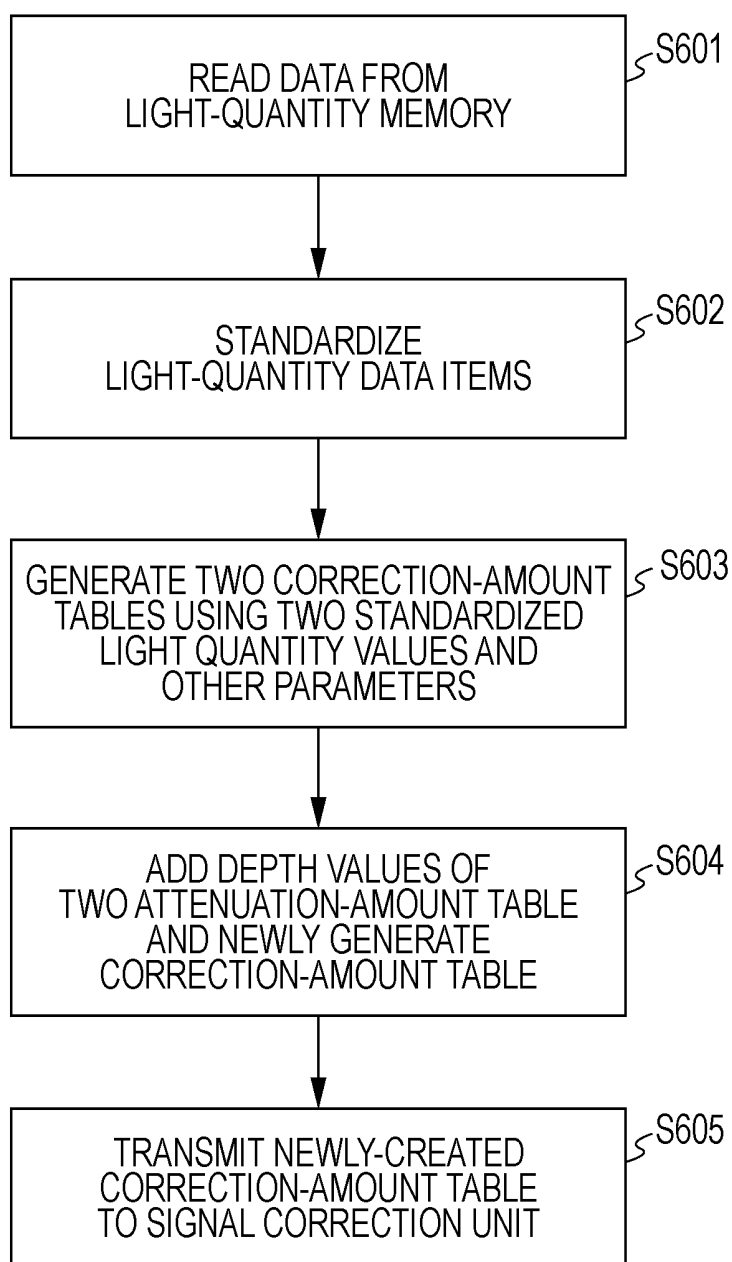 READ DATA FROM
LIGHT-QUANTITY MEMORY
S601
STANDARDIZE
LIGHT-QUANTITY DATA ITEMS
S602
GENERATE TWO CORRECTION-AMOUNT
TABLES USING TWO STANDARDIZED
LIGHT QUANTITY VALUES AND
OTHER PARAMETERS
S603
ADD DEPTH VALUES OF
TWO ATTENUATION-AMOUNT TABLE
AND NEWLY GENERATE
CORRECTION-AMOUNT TABLE
S604
TRANSMIT NEWLY-CREATED
CORRECTION-AMOUNT TABLE
TO SIGNAL CORRECTION UNIT
S605